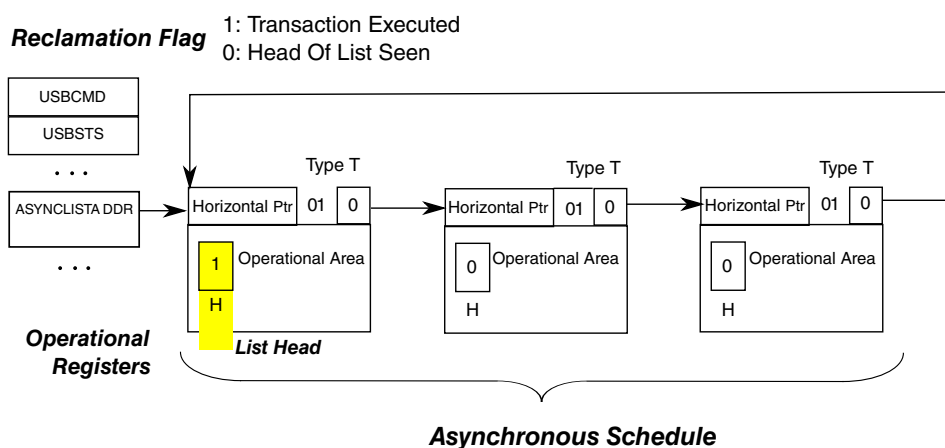 Reclamation Flag
1: Transaction Executed
0: Head Of List Seen
USBCMD
USBSTS
. . .
ASYNCLISTA DDR
. . .
Operational
Registers
Type T
Horizontal Ptr 01 0
1 Operational Area
H
List Head
Type T
Horizontal Ptr 01 0
0 Operational Area
H
Type T
Horizontal Ptr 01 0
0 Operational Area
H
Asynchronous Schedule